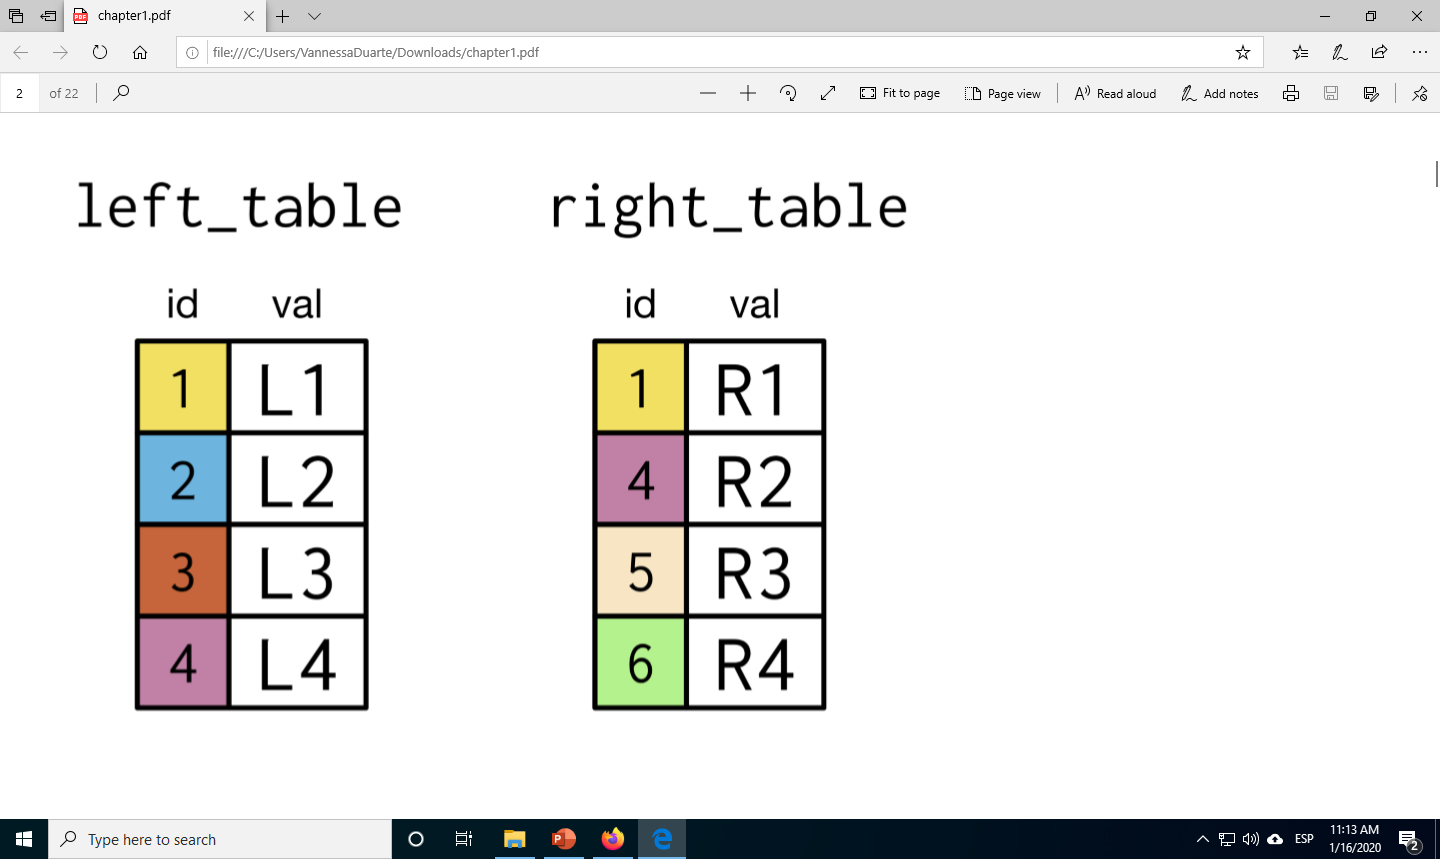 chapter1.pdf
file:///C:/Users/VannessaDuarte/Downloads/chapter1.pdf
2 of 22 Fit to page Page view Read aloud Add notes
left_table right_table
id val id val
1 L1 1 R1
2 L2 4 R2
3 L3 5 R3
4 L4 6 R4
Type here to search
ESP
11:13 AM
1/16/2020
2